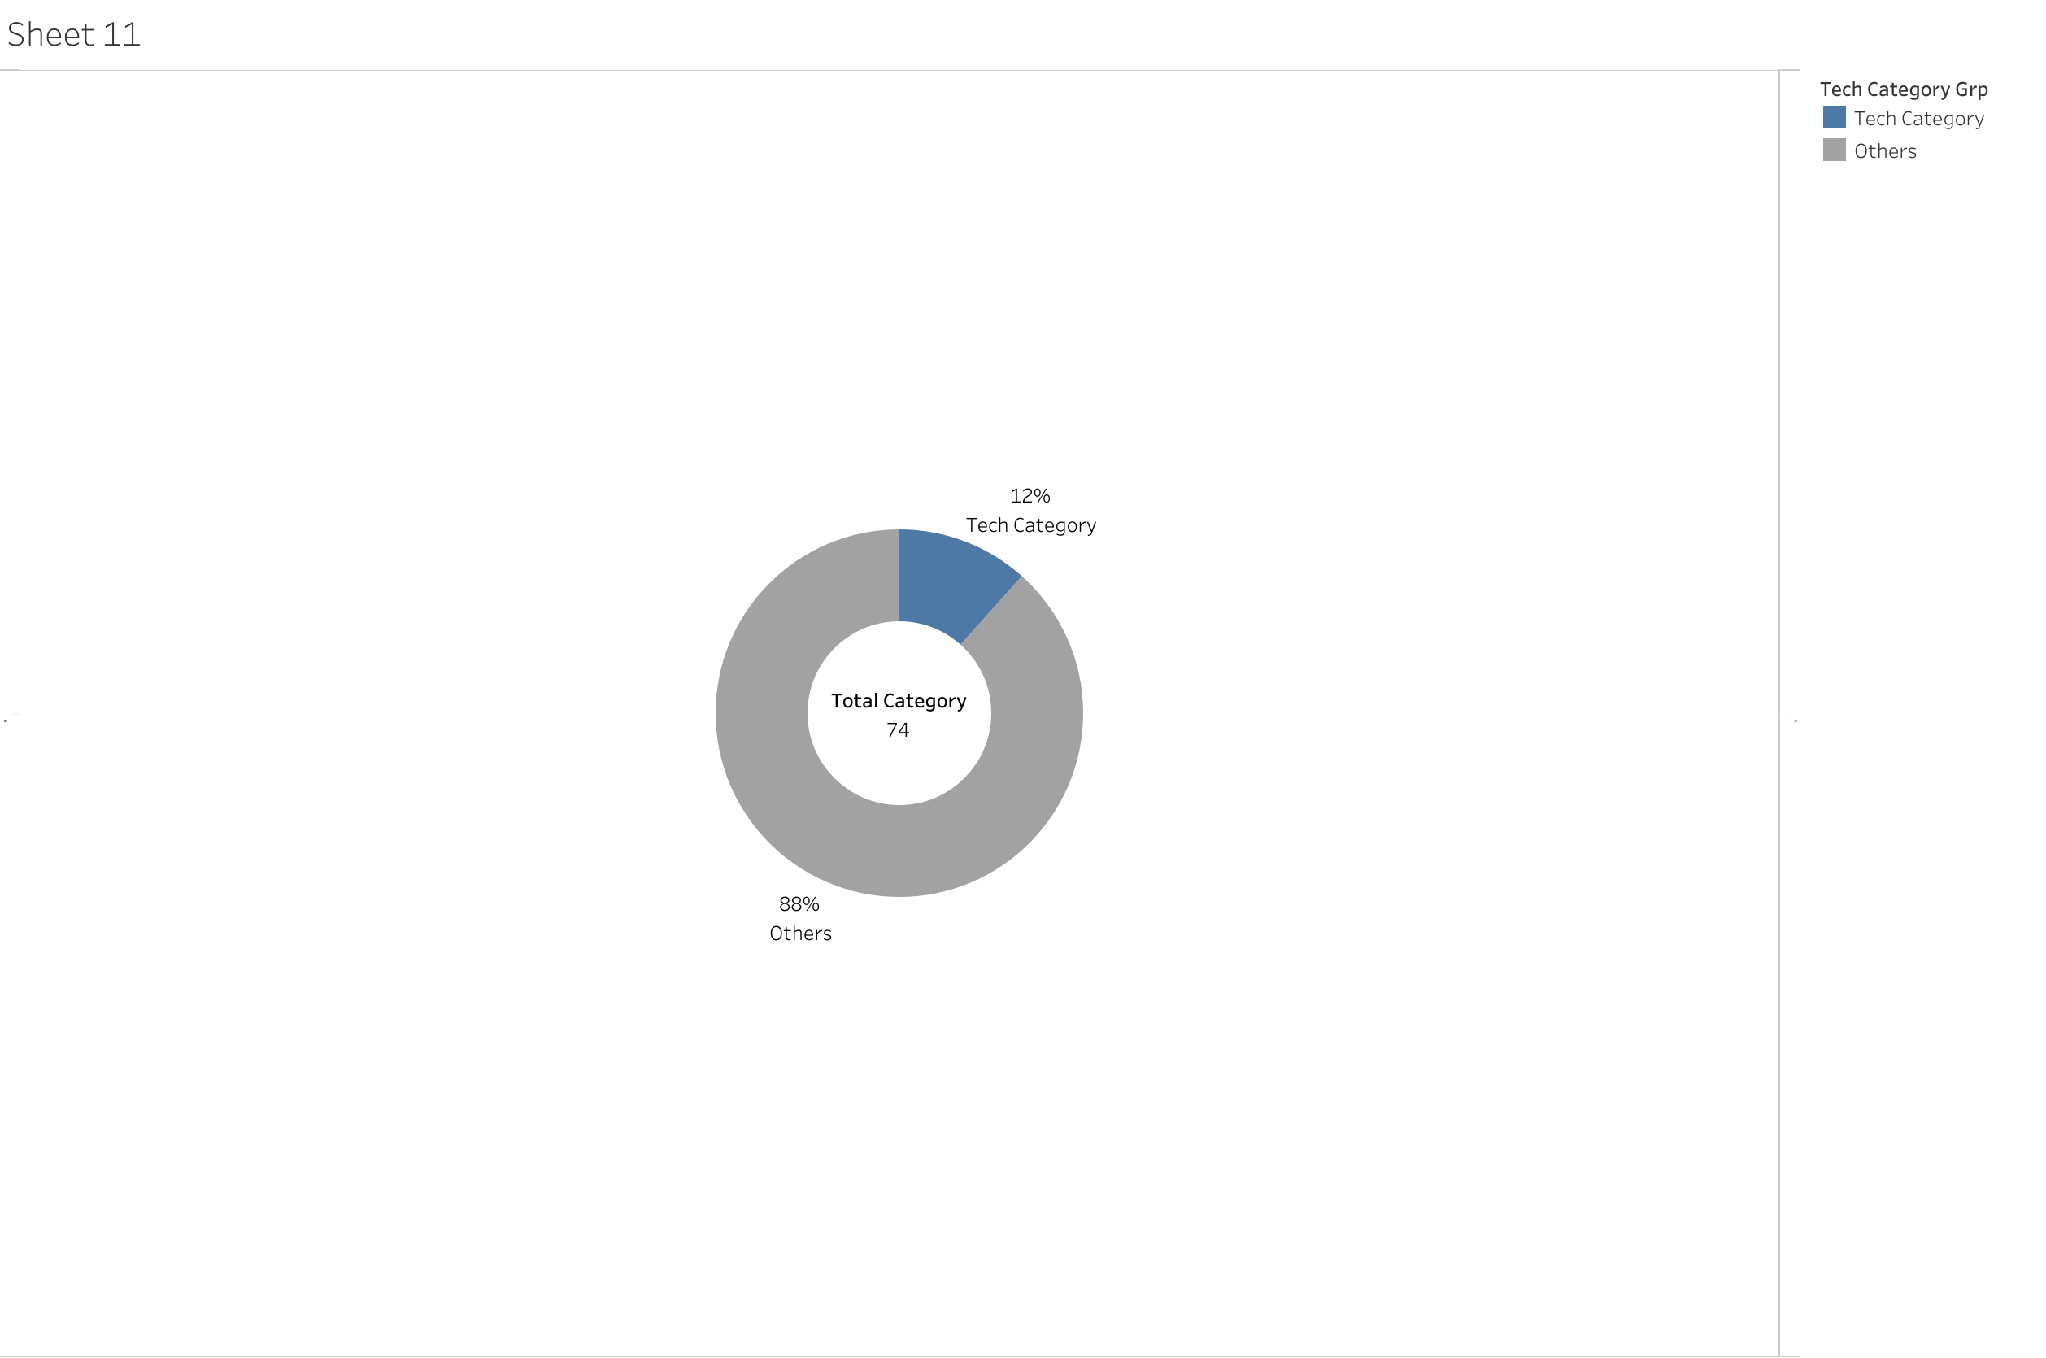 Sheet 11
Tech Category Grp
Tech Category
Others
12%
Tech Category
Total Category
74
88%
Others